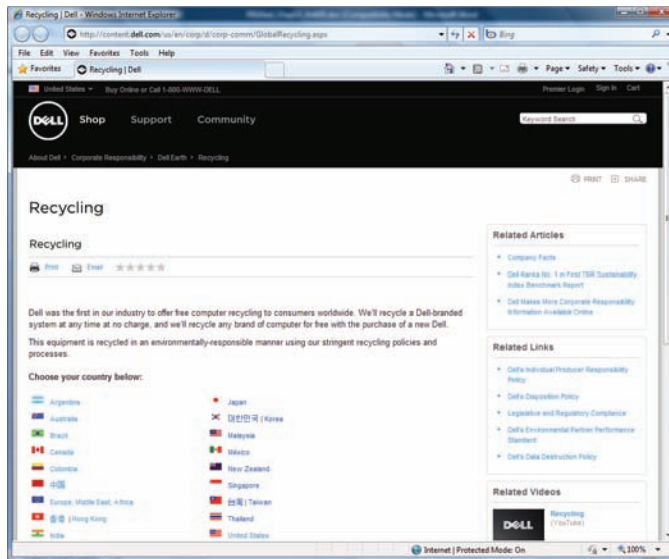 Recycling | Dell - Windows Internet Explorer
http://content.dell.com/us/en/corp/d/corp-comm/GlobalRecycling.aspx
Bing
File Edit View Favorites Tools Help
Favorites Recycling | Dell Page Safety Tools
United States Buy Online or Call 1-800-WWW-DELL Premier Login Sign In Cart
DELL Shop Support Community Keyword Search
About Dell Corporate Responsibility Dell Earth Recycling
PRINT SHARE
Recycling
Recycling
Print Email
Dell was the first in our industry to offer free computer recycling to consumers worldwide. We'll recycle a Dell-branded
system at any time at no charge, and we'll recycle any brand of computer for free with the purchase of a new Dell.
This equipment is recycled in an environmentally-responsible manner using our stringent recycling policies and
processes.
Choose your country below:
Argentina
Australia
Brazil
Canada
Colombia
中国
Europe, Middle East, Africa
香港 | Hong Kong
India
Japan
대한민국 | Korea
Malaysia
México
New Zealand
Singapore
台灣 | Taiwan
Thailand
United States
Related Articles
Company Facts
Dell Ranks No. 1 in First TBR Sustainability
Index Benchmark Report
Dell Makes More Corporate Responsibility
Information Available Online
Related Links
Dell's Individual Producer Responsibility
Policy
Dell's Disposition Policy
Legislative and Regulatory Compliance
Dell's Environmental Partner Performance
Standard
Dell's Data Destruction Policy
Related Videos
DELL
Recycling
(YouTube)
Internet | Protected Mode: On 100%